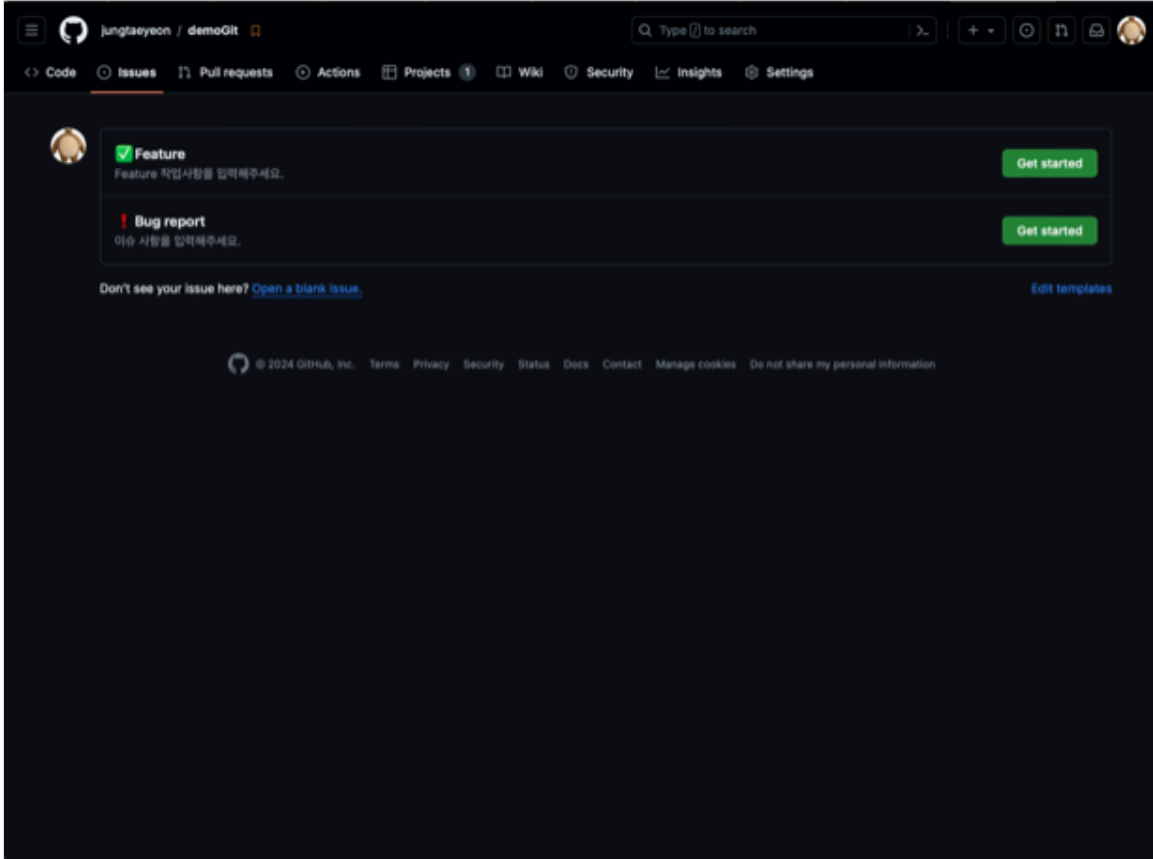 jungtaeyeon / demoGit
Type / to search
Code Issues Pull requests Actions Projects 1 Wiki Security Insights Settings
✅Feature
Feature 작업사항을 입력해주세요.
Get started
❗Bug report
이슈 사항을 입력해주세요.
Get started
Don't see your issue here? Open a blank issue.
Edit templates
© 2024 GitHub, Inc. Terms Privacy Security Status Docs Contact Manage cookies Do not share my personal information